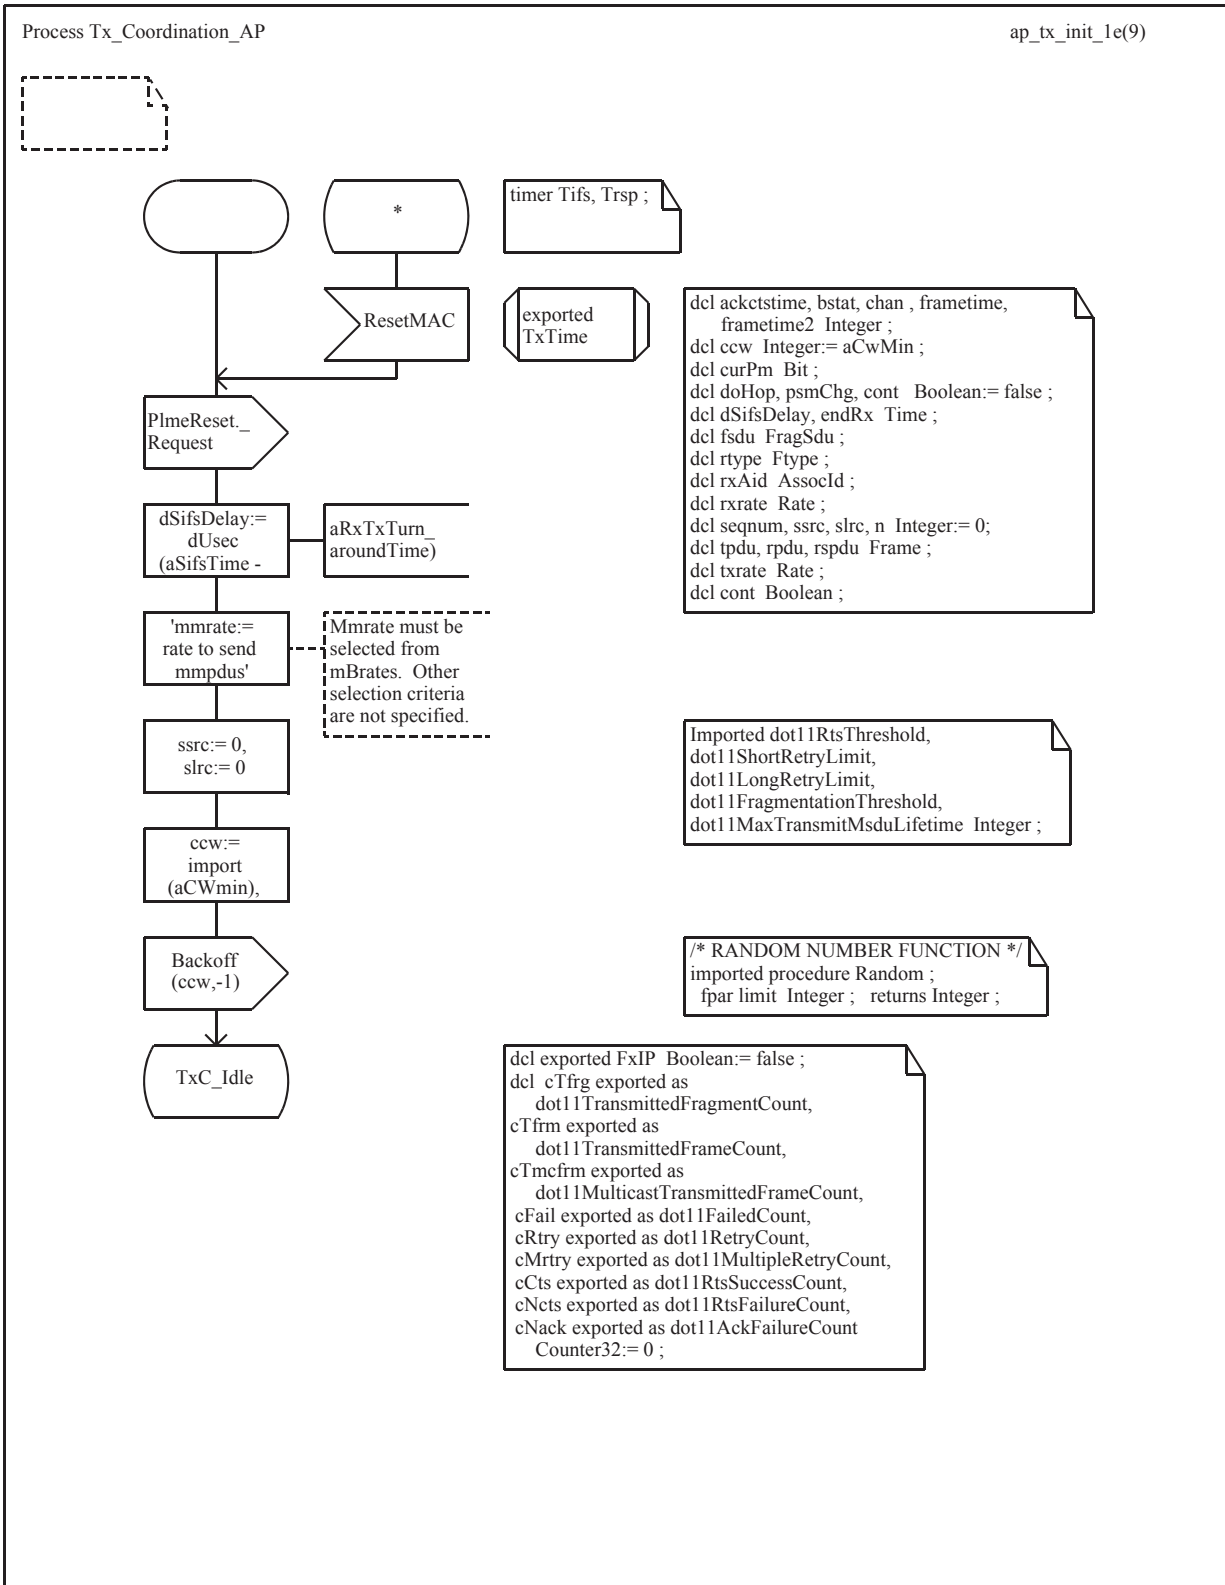 Process Tx_Coordination_AP
ap_tx_init_1e(9)
*
timer Tifs, Trsp ;
ResetMAC
exported
TxTime
PlmeReset._
Request
dSifsDelay:=
dUsec
(aSifsTime -
aRxTxTurn_
aroundTime)
'mmrate:=
rate to send
mmpdus'
Mmrate must be
selected from
mBrates.  Other
selection criteria
are not specified.
ssrc:= 0,
slrc:= 0
ccw:=
import
(aCWmin),
Backoff
(ccw,-1)
TxC_Idle
dcl ackctstime, bstat, chan , frametime,
frametime2  Integer ;
dcl ccw  Integer:= aCwMin ;
dcl curPm  Bit ;
dcl doHop, psmChg, cont   Boolean:= false ;
dcl dSifsDelay, endRx  Time ;
dcl fsdu  FragSdu ;
dcl rtype  Ftype ;
dcl rxAid  AssocId ;
dcl rxrate  Rate ;
dcl seqnum, ssrc, slrc, n  Integer:= 0;
dcl tpdu, rpdu, rspdu  Frame ;
dcl txrate  Rate ;
dcl cont  Boolean ;
Imported dot11RtsThreshold,
dot11ShortRetryLimit,
dot11LongRetryLimit,
dot11FragmentationThreshold,
dot11MaxTransmitMsduLifetime  Integer ;
/* RANDOM NUMBER FUNCTION */
imported procedure Random ;
fpar limit  Integer ;   returns Integer ;
dcl exported FxIP  Boolean:= false ;
dcl  cTfrg exported as
dot11TransmittedFragmentCount,
cTfrm exported as
dot11TransmittedFrameCount,
cTmcfrm exported as
dot11MulticastTransmittedFrameCount,
cFail exported as dot11FailedCount,
cRtry exported as dot11RetryCount,
cMrtry exported as dot11MultipleRetryCount,
cCts exported as dot11RtsSuccessCount,
cNcts exported as dot11RtsFailureCount,
cNack exported as dot11AckFailureCount
Counter32:= 0 ;